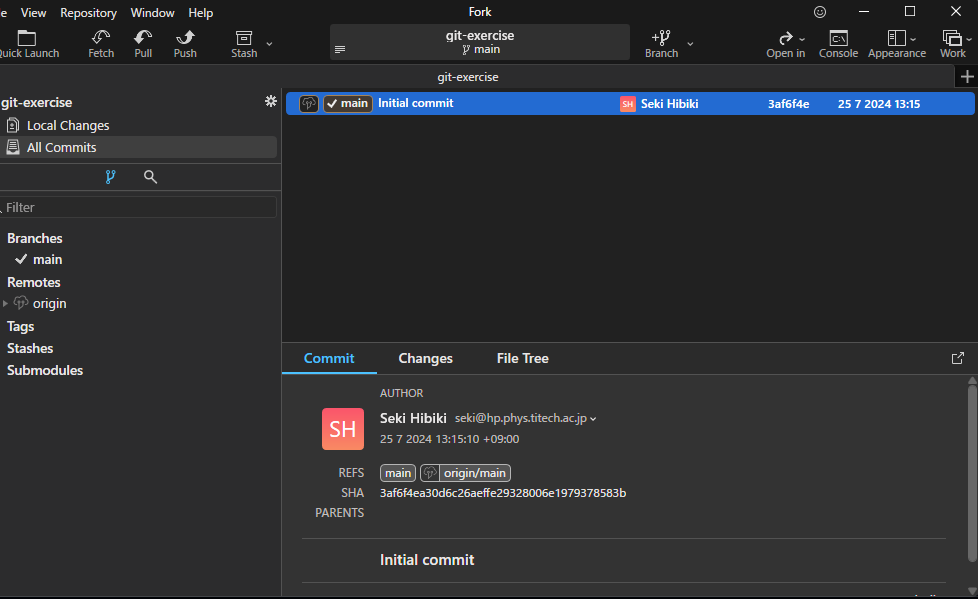 e View Repository Window Help
Fork
Quick Launch
Fetch
Pull
Push
Stash
git-exercise
main
Branch
Open in
Console
Appearance
Work
git-exercise
git-exercise
Local Changes
All Commits
Filter
Branches
main
Remotes
origin
Tags
Stashes
Submodules
main Initial commit SH Seki Hibiki 3af6f4e 25 7 2024 13:15
Commit Changes File Tree
AUTHOR
SH
Seki Hibiki seki@hp.phys.titech.ac.jp
25 7 2024 13:15:10 +09:00
REFS main origin/main
SHA 3af6f4ea30d6c26aeffe29328006e1979378583b
PARENTS
Initial commit